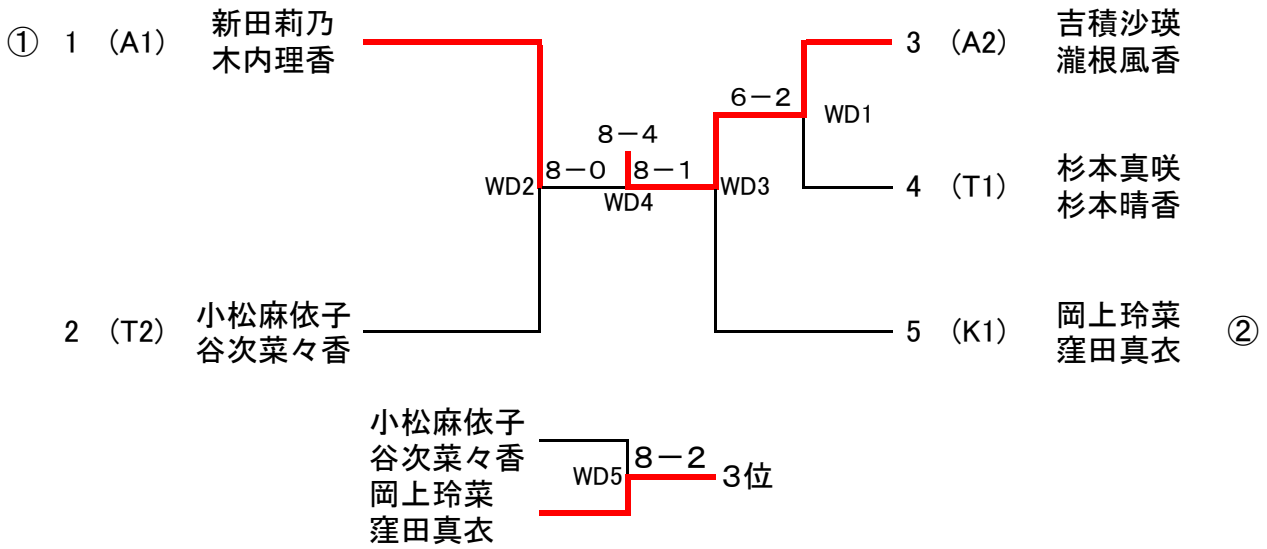 ① 1 (A1) 新田莉乃
木内理香
3 (A2) 吉積沙瑛
瀧根風香
6－2
WD1
8－4
WD2
8－0
8－1
WD3
WD4
4 (T1) 杉本真咲
杉本晴香
2 (T2) 小松麻依子
谷次菜々香
5 (K1) 岡上玲菜
窪田真衣
②
小松麻依子
谷次菜々香
岡上玲菜
窪田真衣
WD5
8－2
3位